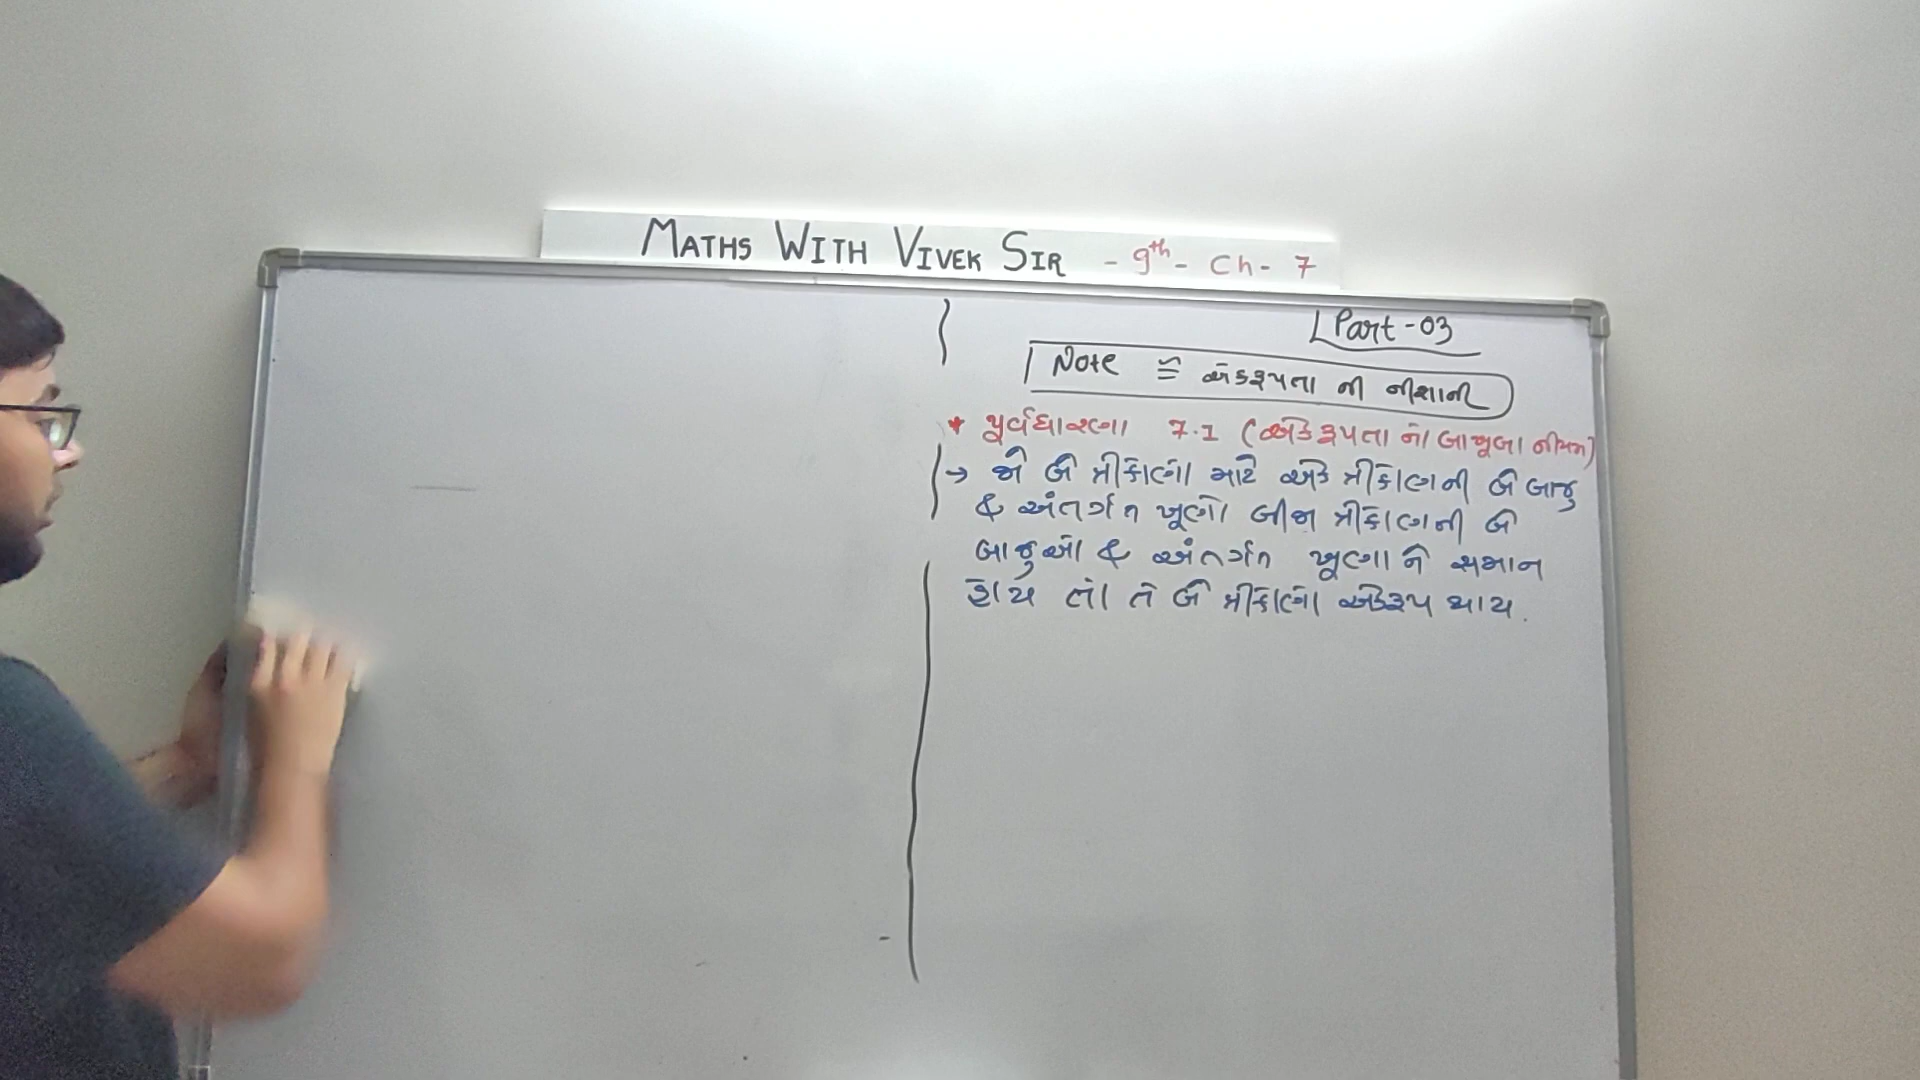 MATHS WITH VIVEK SIR - 9th - Ch - 7
Part - 03
Note ≅ એકરૂપતા ની નીશાની
* પૂર્વધારણા 7.1 (એકરૂપતા નો બાખૂબા નીયમ)
→ જો બે ત્રીકોણો માટે એક ત્રીકોણની બે બાજુ
& અંતર્ગત ખૂણો બીજા ત્રીકોણની બે
બાજુઓ & અંતર્ગત ખૂણા ને સમાન
હોય તો તે બે ત્રીકોણો એકરૂપ થાય.